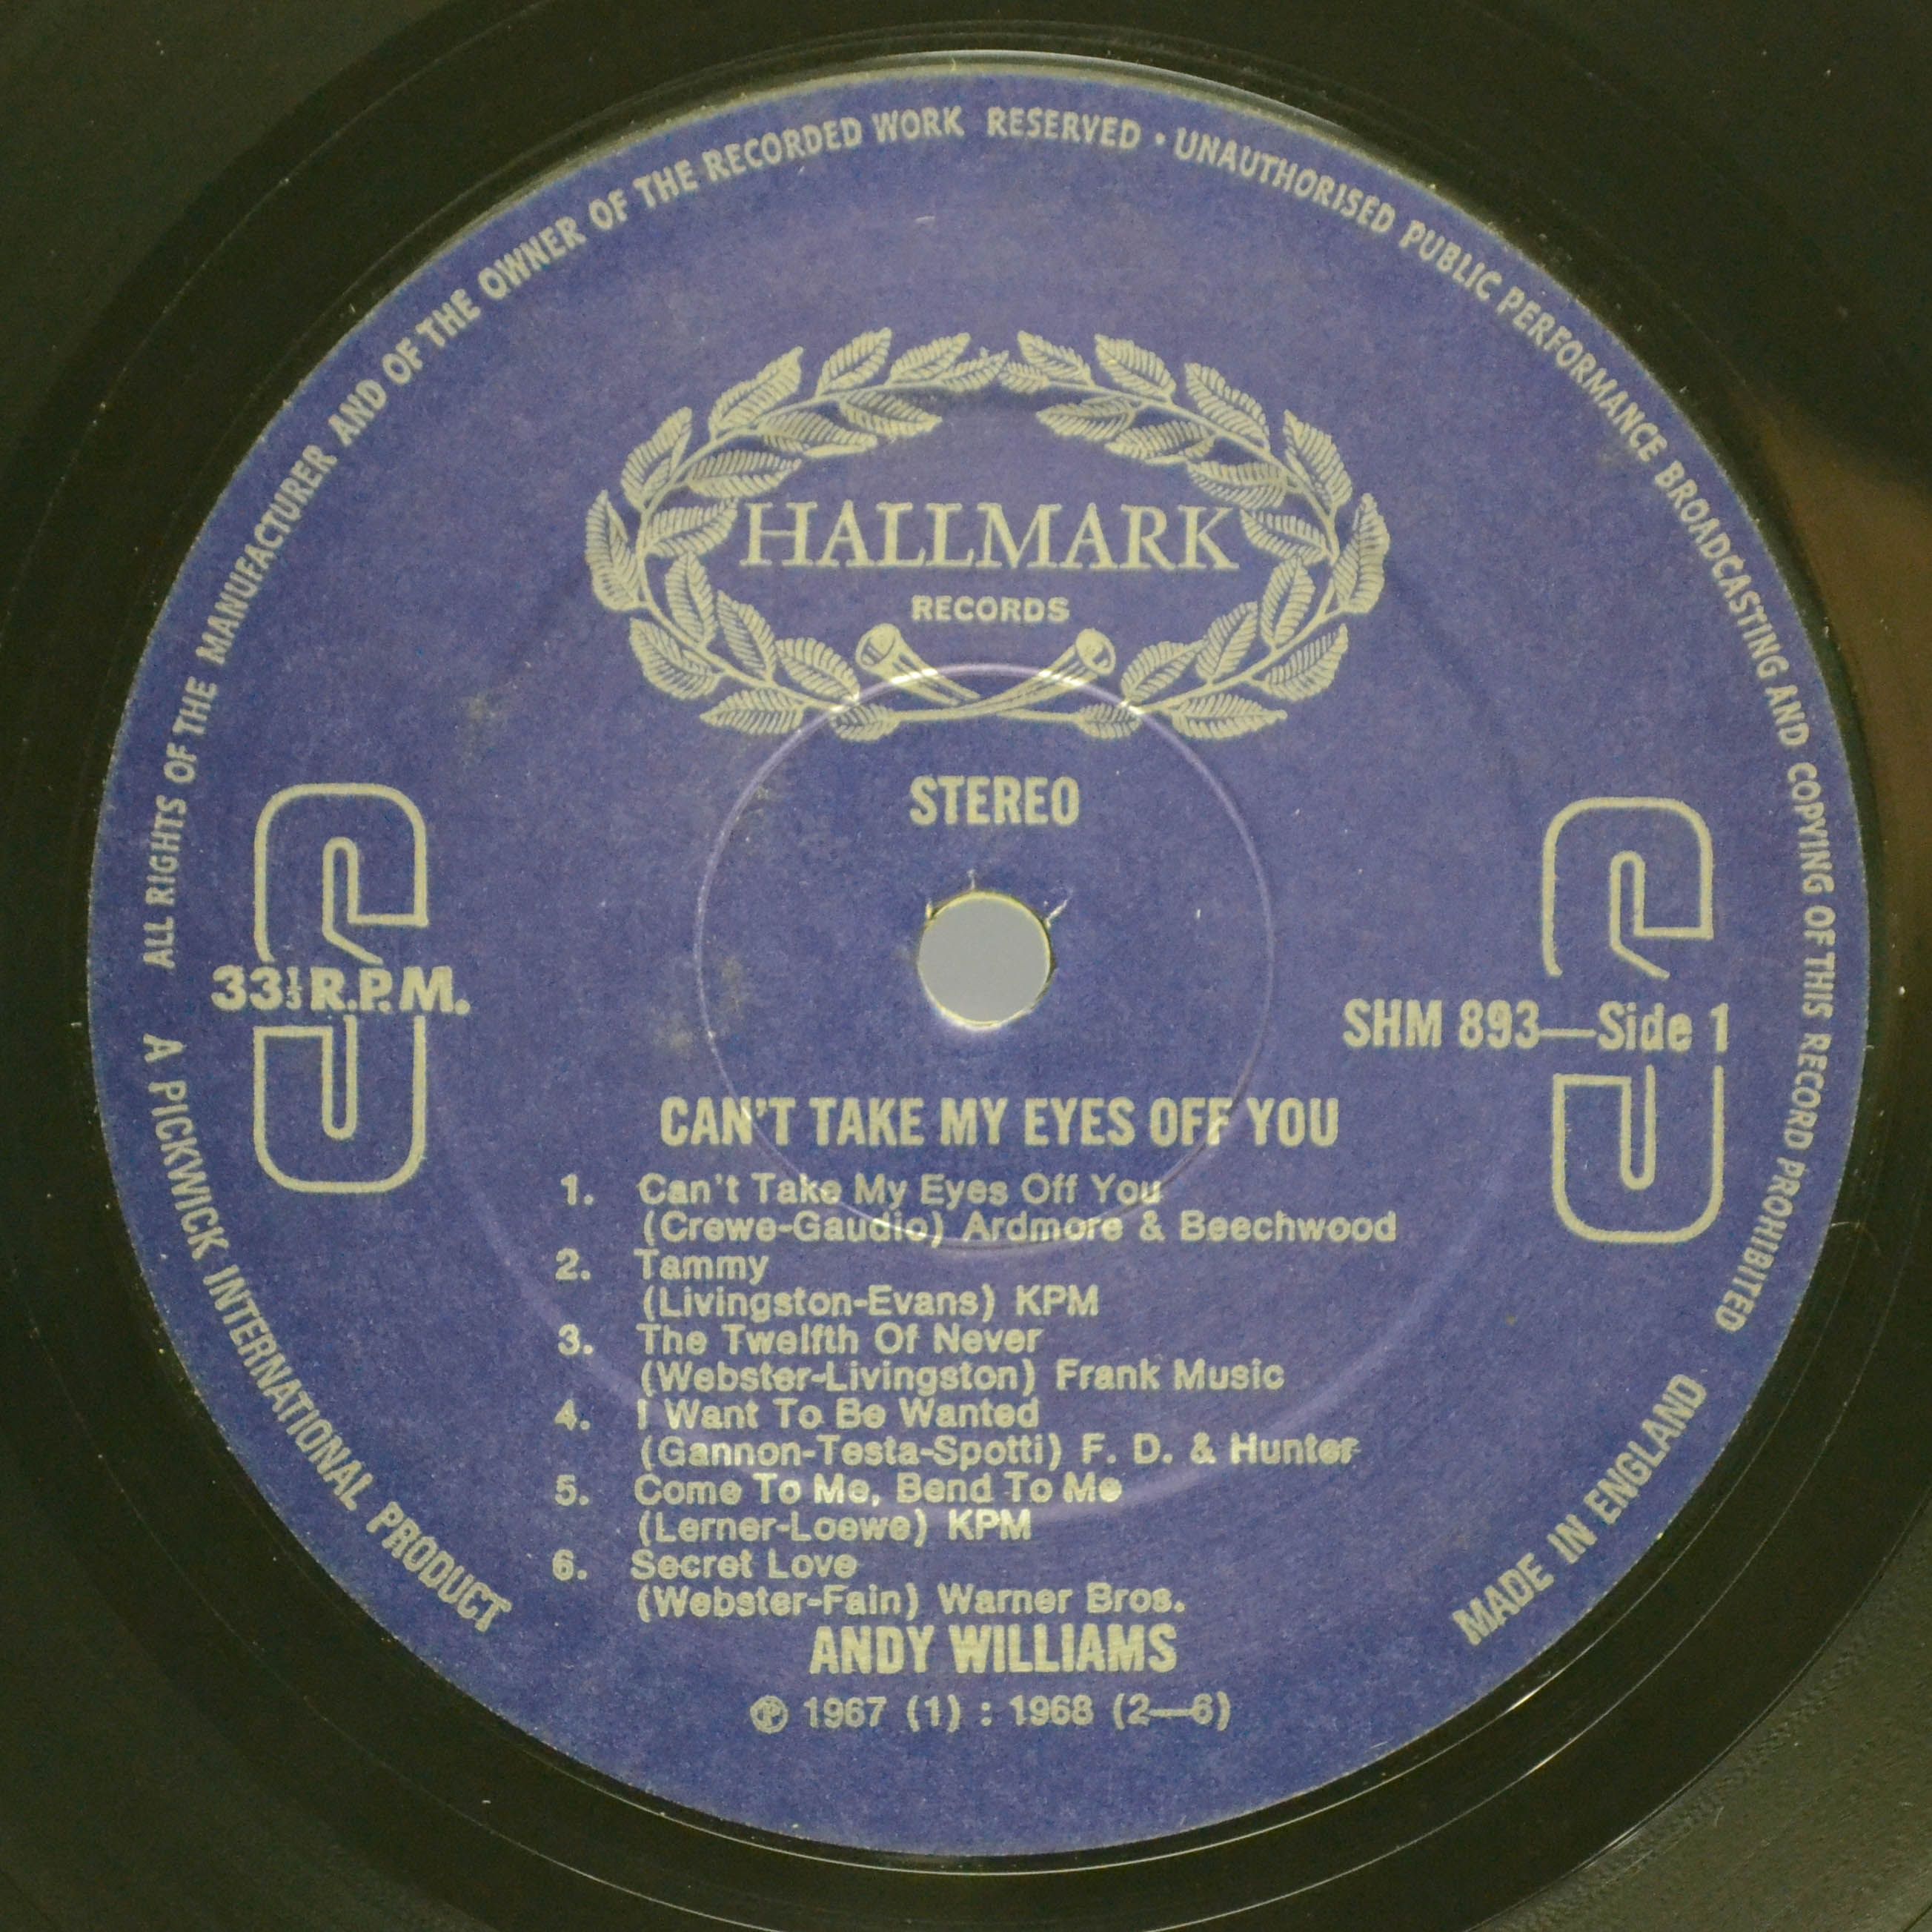 ALL RIGHTS OF THE MANUFACTURER AND OF THE OWNER OF THE RECORDED WORK RESERVED • UNAUTHORISED PUBLIC PERFORMANCE BROADCASTING AND COPYING OF THIS RECORD PROHIBITED
HALLMARK
RECORDS
STEREO
S
33⅓ R.P.M.
S
SHM 893—Side 1
CAN'T TAKE MY EYES OFF YOU
1. Can't Take My Eyes Off You
(Crewe-Gaudio) Ardmore & Beechwood
2. Tammy
(Livingston-Evans) KPM
3. The Twelfth Of Never
(Webster-Livingston) Frank Music
4. I Want To Be Wanted
(Gannon-Testa-Spotti) F. D. & Hunter
5. Come To Me, Bend To Me
(Lerner-Loewe) KPM
6. Secret Love
(Webster-Fain) Warner Bros.
ANDY WILLIAMS
℗ 1967 (1) : 1968 (2—6)
A PICKWICK INTERNATIONAL PRODUCT
MADE IN ENGLAND